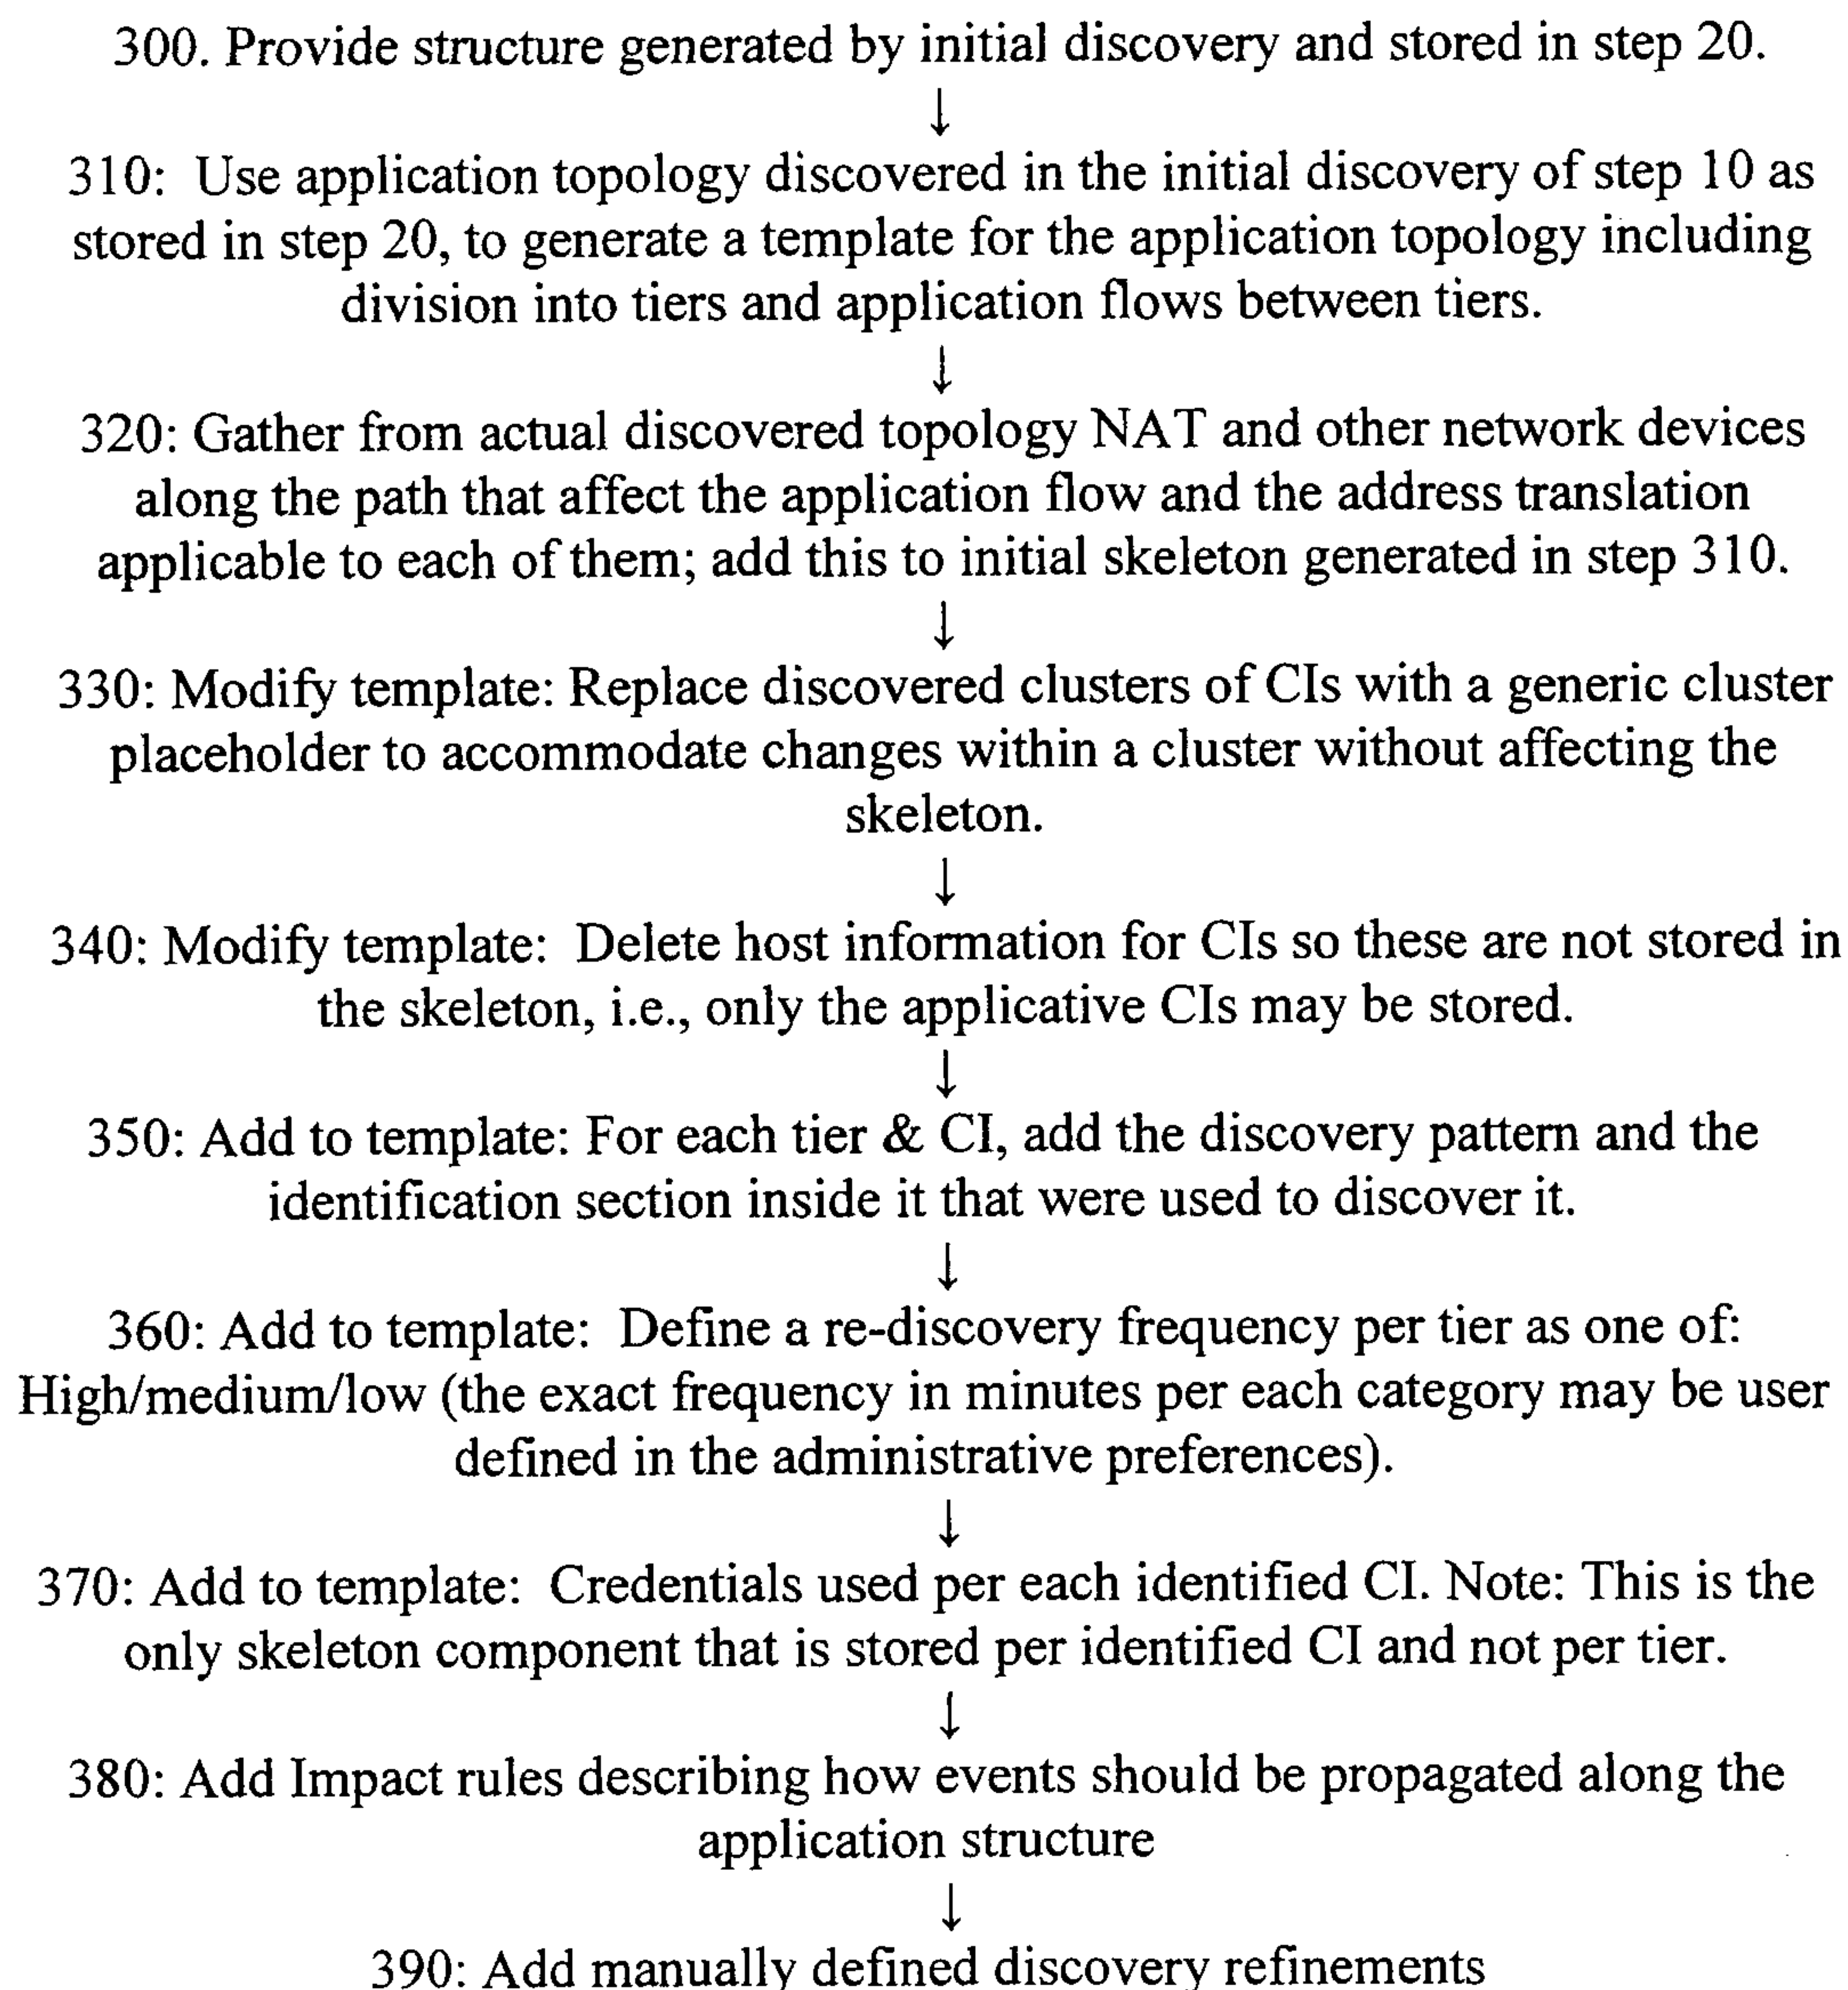 300. Provide structure generated by initial discovery and stored in step 20.
↓
310: Use application topology discovered in the initial discovery of step 10 as
stored in step 20, to generate a template for the application topology including
division into tiers and application flows between tiers.
↓
320: Gather from actual discovered topology NAT and other network devices
along the path that affect the application flow and the address translation
applicable to each of them; add this to initial skeleton generated in step 310.
↓
330: Modify template: Replace discovered clusters of CIs with a generic cluster
placeholder to accommodate changes within a cluster without affecting the
skeleton.
↓
340: Modify template: Delete host information for CIs so these are not stored in
the skeleton, i.e., only the applicative CIs may be stored.
↓
350: Add to template: For each tier & CI, add the discovery pattern and the
identification section inside it that were used to discover it.
↓
360: Add to template: Define a re-discovery frequency per tier as one of:
High/medium/low (the exact frequency in minutes per each category may be user
defined in the administrative preferences).
↓
370: Add to template: Credentials used per each identified CI. Note: This is the
only skeleton component that is stored per identified CI and not per tier.
↓
380: Add Impact rules describing how events should be propagated along the
application structure
↓
390: Add manually defined discovery refinements